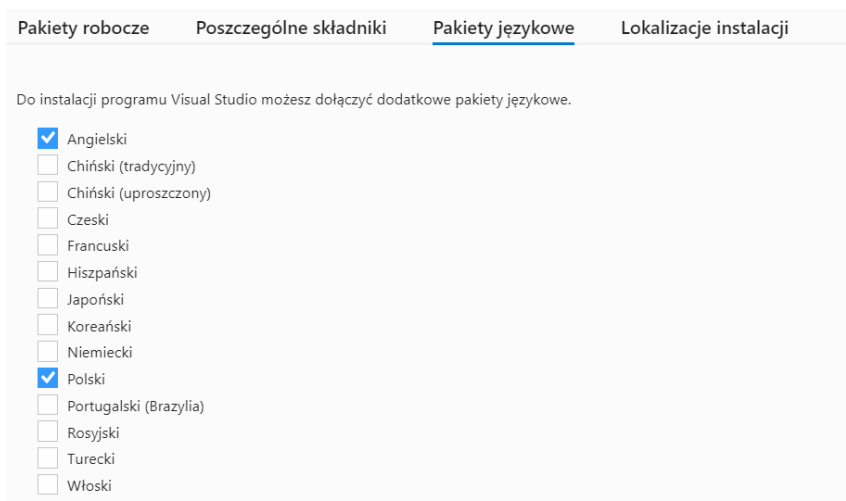 Pakiety robocze Poszczególne składniki Pakiety językowe Lokalizacje instalacji
Do instalacji programu Visual Studio możesz dołączyć dodatkowe pakiety językowe.
Angielski
Chiński (tradycyjny)
Chiński (uproszczony)
Czeski
Francuski
Hiszpański
Japoński
Koreański
Niemiecki
Polski
Portugalski (Brazylia)
Rosyjski
Turecki
Włoski